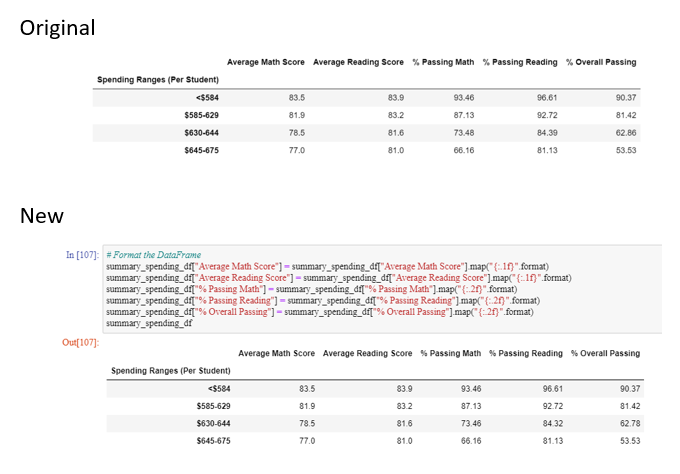 Original
Average Math Score Average Reading Score % Passing Math % Passing Reading % Overall Passing
Spending Ranges (Per Student)
<$584 83.5 83.9 93.46 96.61 90.37
$585-629 81.9 83.2 87.13 92.72 81.42
$630-644 78.5 81.6 73.48 84.39 62.86
$645-675 77.0 81.0 66.16 81.13 53.53
New
In [107]: # Format the DataFrame
summary_spending_df["Average Math Score"] = summary_spending_df["Average Math Score"].map("{:.1f}".format)
summary_spending_df["Average Reading Score"] = summary_spending_df["Average Reading Score"].map("{:.1f}".format)
summary_spending_df["% Passing Math"] = summary_spending_df["% Passing Math"].map("{:.2f}".format)
summary_spending_df["% Passing Reading"] = summary_spending_df["% Passing Reading"].map("{:.2f}".format)
summary_spending_df["% Overall Passing"] = summary_spending_df["% Overall Passing"].map("{:.2f}".format)
summary_spending_df
Out[107]:
Average Math Score Average Reading Score % Passing Math % Passing Reading % Overall Passing
Spending Ranges (Per Student)
<$584 83.5 83.9 93.46 96.61 90.37
$585-629 81.9 83.2 87.13 92.72 81.42
$630-644 78.5 81.6 73.46 84.32 62.78
$645-675 77.0 81.0 66.16 81.13 53.53